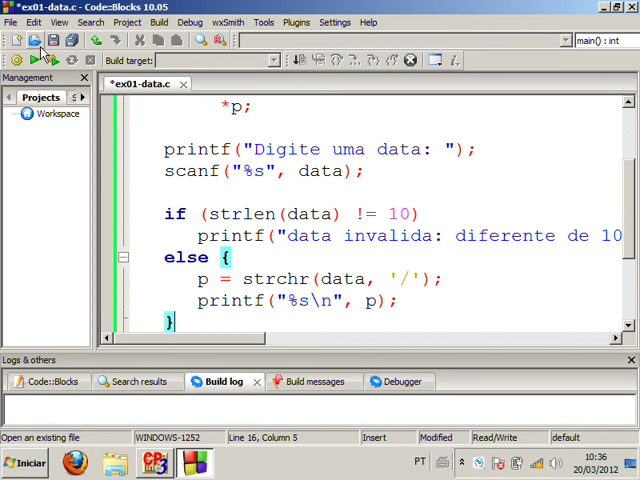 *ex01-data.c - Code::Blocks 10.05
File Edit View Search Project Build Debug wxSmith Tools Plugins Settings Help
main() : int
Build target:
Management
*ex01-data.c
Projects
Workspace
*p;
printf("Digite uma data: ");
scanf("%s", data);
if (strlen(data) != 10)
printf("data invalida: diferente de 10
else {
p = strchr(data, '/');
printf("%s\n", p);
}
Logs & others
Code::Blocks Search results Build log Build messages Debugger
Open an existing file WINDOWS-1252 Line 16, Column 5 Insert Modified Read/Write default
Iniciar PT 10:36
20/03/2012